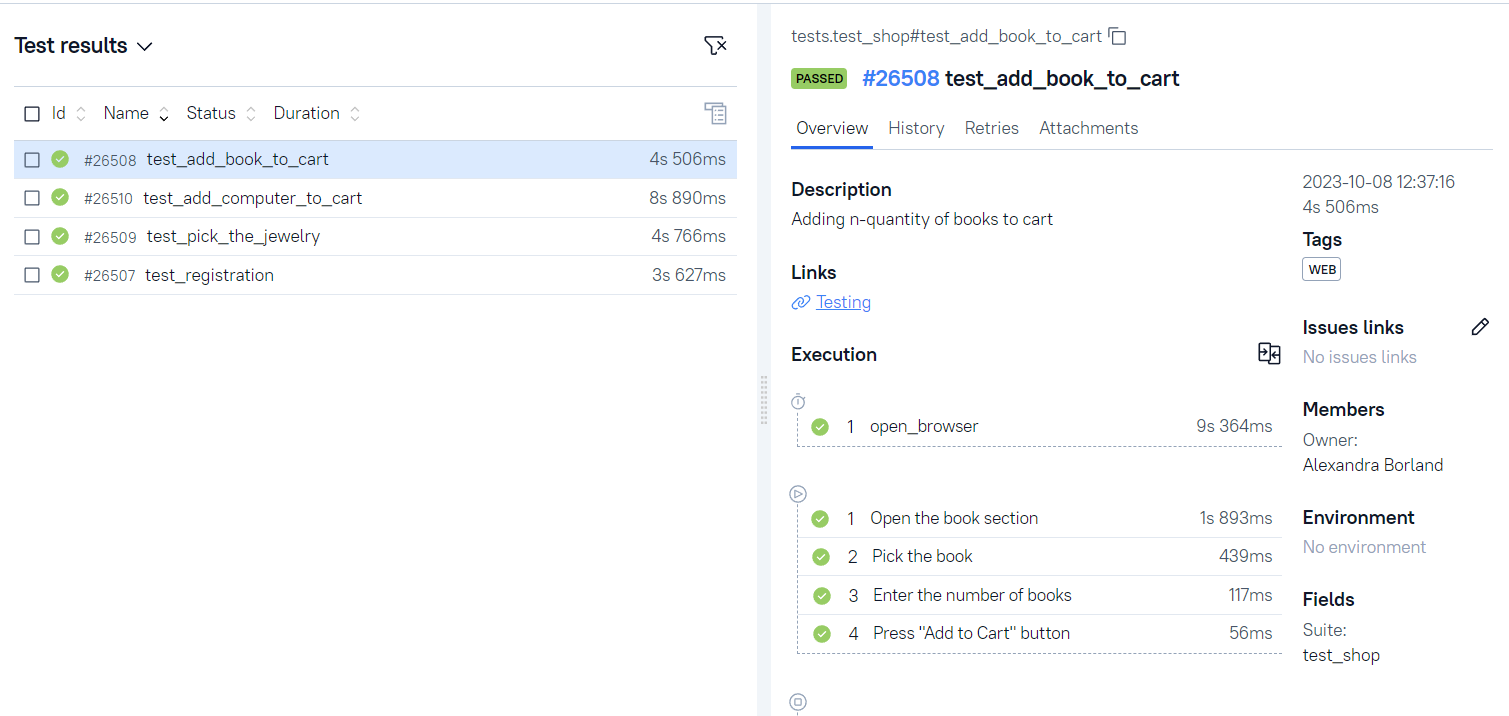 Test results
Id Name Status Duration
#26508 test_add_book_to_cart 4s 506ms
#26510 test_add_computer_to_cart 8s 890ms
#26509 test_pick_the_jewelry 4s 766ms
#26507 test_registration 3s 627ms
tests.test_shop#test_add_book_to_cart
PASSED #26508 test_add_book_to_cart
Overview History Retries Attachments
Description
Adding n-quantity of books to cart
Links
Testing
Execution
1 open_browser 9s 364ms
1 Open the book section 1s 893ms
2 Pick the book 439ms
3 Enter the number of books 117ms
4 Press "Add to Cart" button 56ms
2023-10-08 12:37:16
4s 506ms
Tags
WEB
Issues links
No issues links
Members
Owner:
Alexandra Borland
Environment
No environment
Fields
Suite:
test_shop